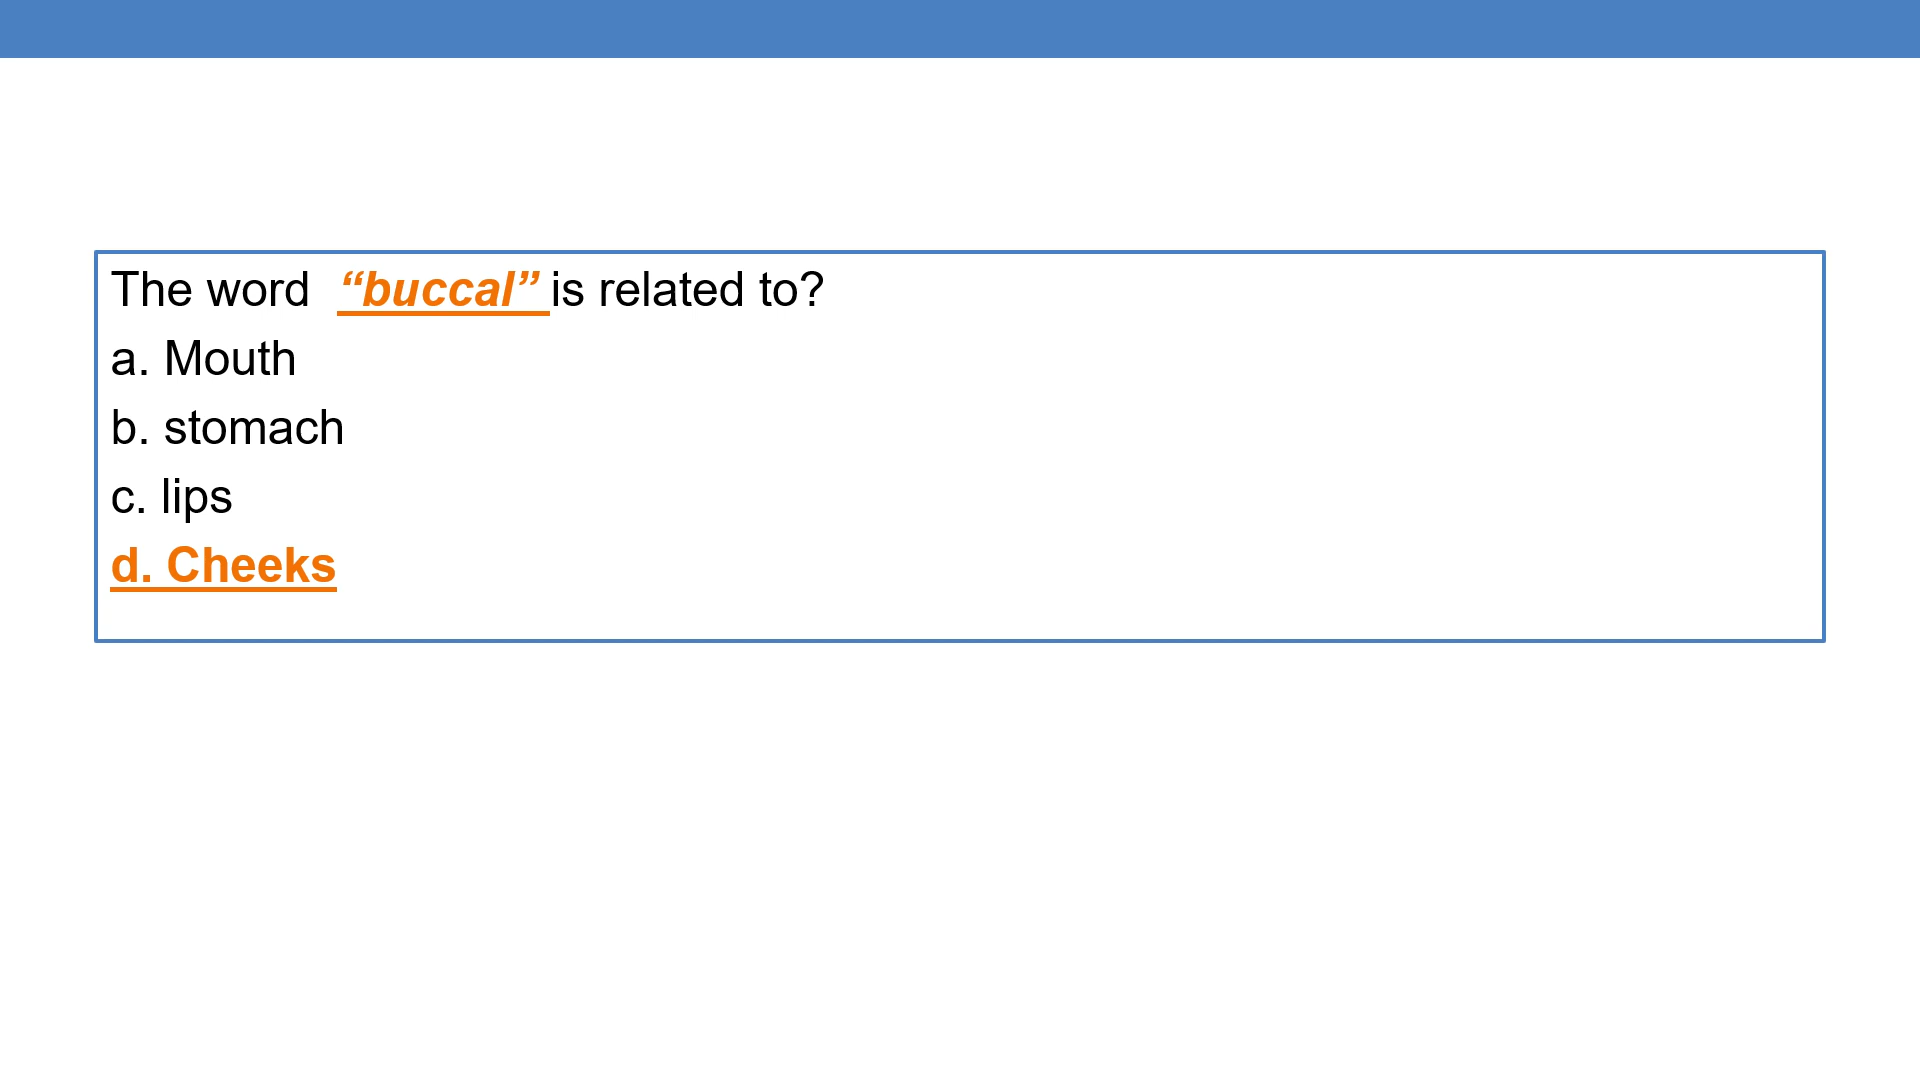 The word “buccal” is related to?
a. Mouth
b. stomach
c. lips
d. Cheeks